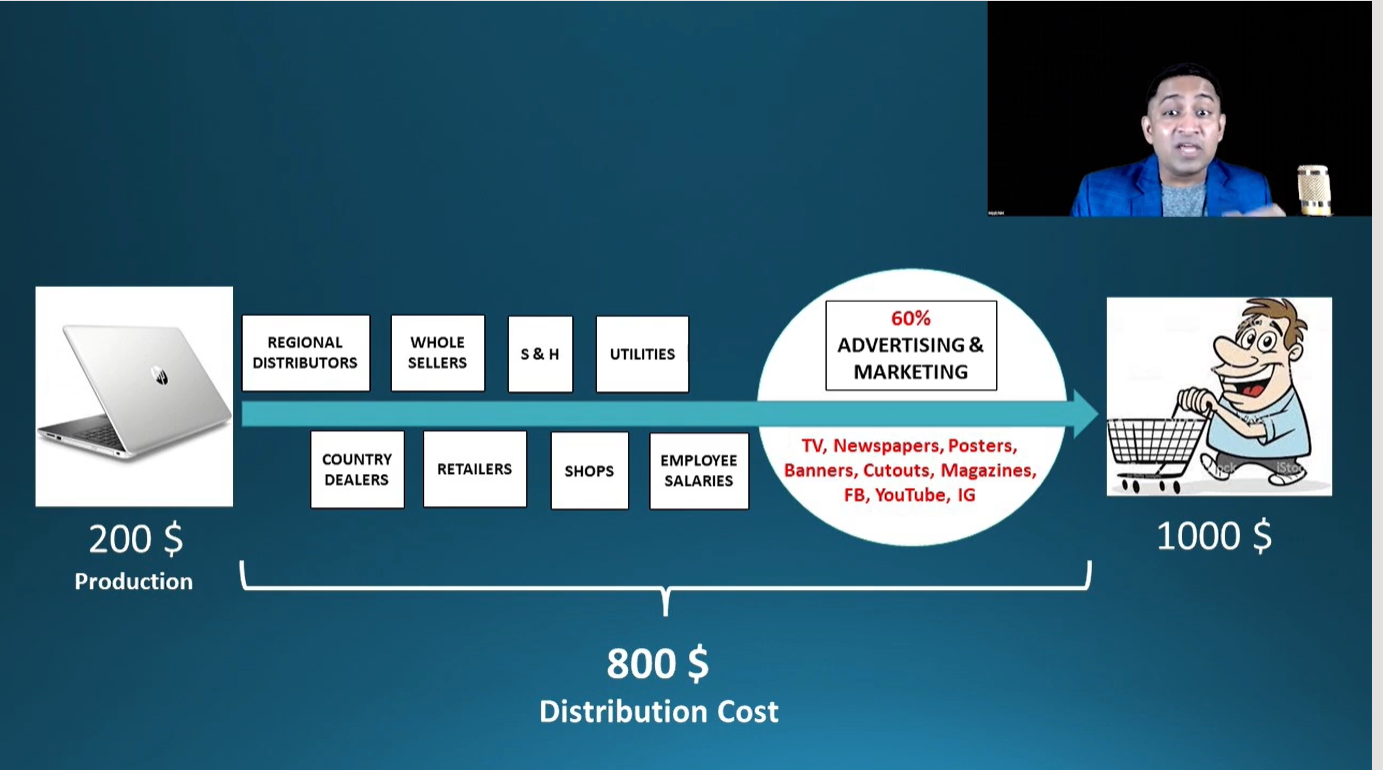 REGIONAL
DISTRIBUTORS
WHOLE
SELLERS
S & H
UTILITIES
60%
ADVERTISING &
MARKETING
hp
COUNTRY
DEALERS
RETAILERS
SHOPS
EMPLOYEE
SALARIES
TV, Newspapers, Posters,
Banners, Cutouts, Magazines,
FB, YouTube, IG
200 $
Production
1000 $
800 $
Distribution Cost